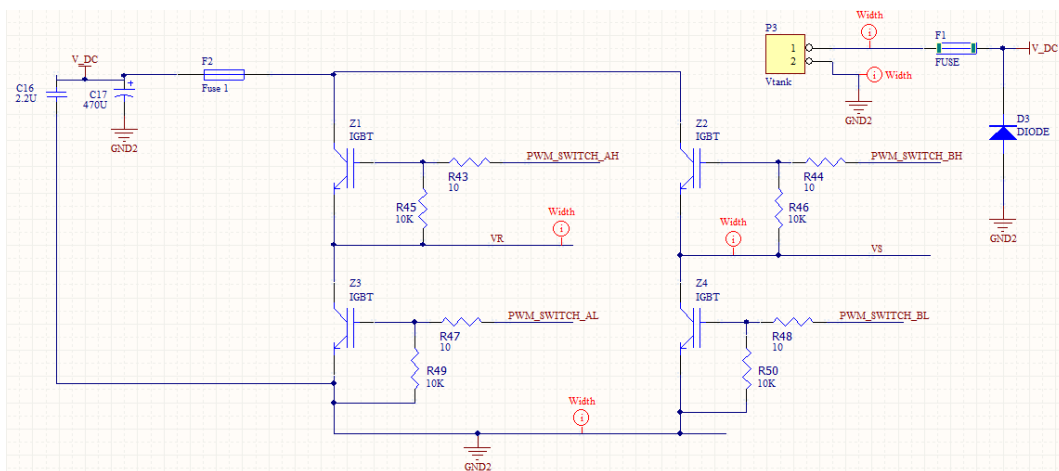 V_DC
C16
2.2U
C17
470U
+
GND2
F2
Fuse 1
Z1
IGBT
R43
10
PWM_SWITCH_AH
R45
10K
Width
i
VR
Z3
IGBT
R47
10
PWM_SWITCH_AL
R49
10K
Width
i
GND2
Z2
IGBT
R44
10
PWM_SWITCH_BH
R46
10K
Width
i
VS
Z4
IGBT
R48
10
PWM_SWITCH_BL
R50
10K
P3
1
2
Vtank
Width
i
i
Width
GND2
F1
FUSE
V_DC
D3
DIODE
GND2